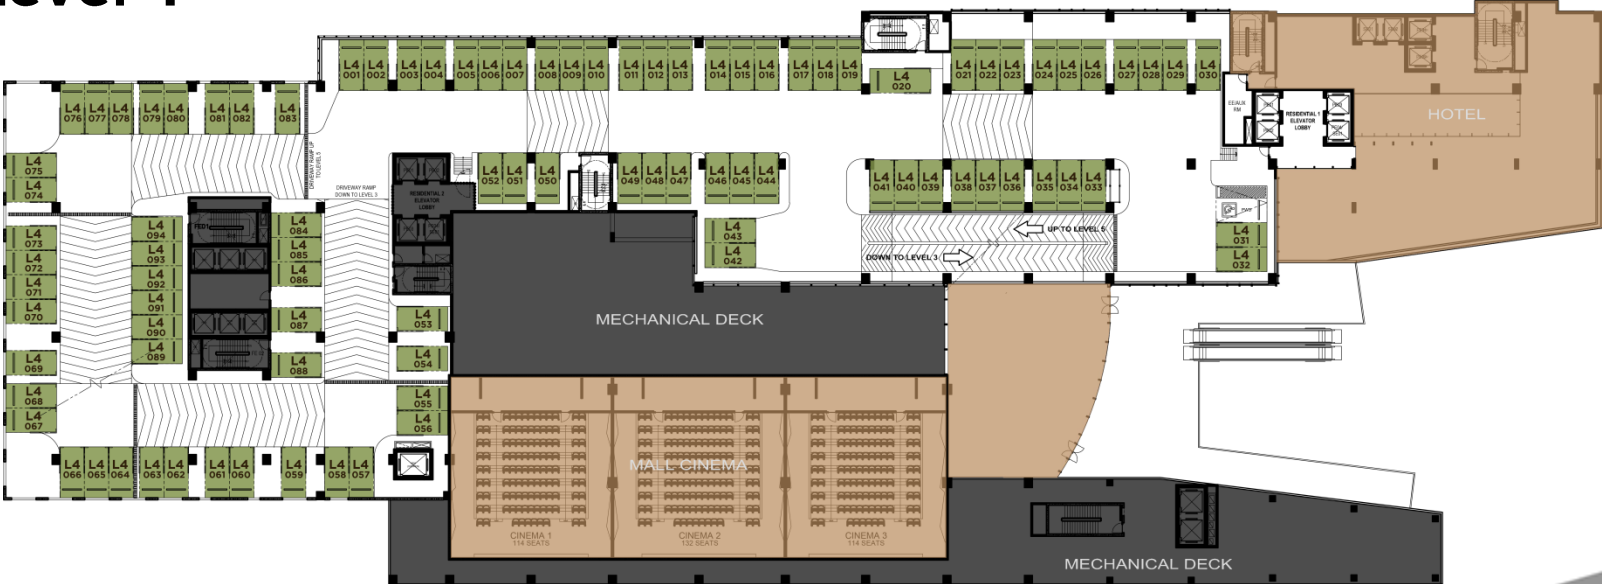 L4 001
L4 002
L4 003
L4 004
L4 005
L4 006
L4 007
L4 008
L4 009
L4 010
L4 011
L4 012
L4 013
L4 014
L4 015
L4 016
L4 017
L4 018
L4 019
L4 020
L4 021
L4 022
L4 023
L4 024
L4 025
L4 026
L4 027
L4 028
L4 029
L4 030
L4 076
L4 077
L4 078
L4 079
L4 080
L4 081
L4 082
L4 083
EE/AUX
RM
RESIDENTIAL 1
ELEVATOR
LOBBY
HOTEL
DRIVEWAY RAMP UP
TO LEVEL 5
L4 075
L4 074
DRIVEWAY RAMP
DOWN TO LEVEL 3
RESIDENTIAL 2
ELEVATOR
LOBBY
L4 052
L4 051
L4 050
L4 049
L4 048
L4 047
L4 046
L4 045
L4 044
L4 041
L4 040
L4 039
L4 038
L4 037
L4 036
L4 035
L4 034
L4 033
L4 073
L4 072
L4 071
L4 070
L4 069
L4 068
L4 067
L4 094
L4 093
L4 092
L4 091
L4 090
L4 089
L4 084
L4 085
L4 086
L4 087
L4 088
L4 043
L4 042
UP TO LEVEL 5
DOWN TO LEVEL 3
L4 031
L4 032
L4 053
L4 054
L4 055
L4 056
MECHANICAL DECK
L4 066
L4 065
L4 064
L4 063
L4 062
L4 061
L4 060
L4 059
L4 058
L4 057
MALL CINEMA
CINEMA 1
114 SEATS
CINEMA 2
132 SEATS
CINEMA 3
114 SEATS
MECHANICAL DECK